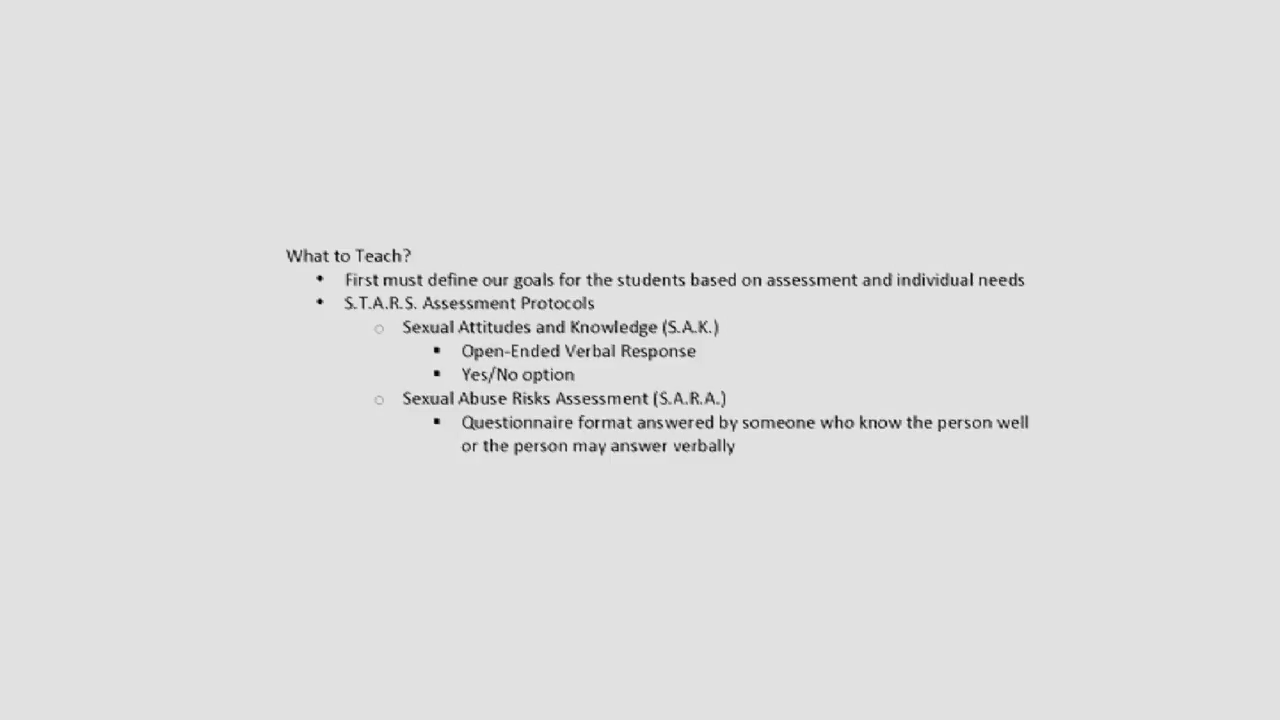 What to Teach?
• First must define our goals for the students based on assessment and individual needs
• S.T.A.R.S. Assessment Protocols
○ Sexual Attitudes and Knowledge (S.A.K.)
▪ Open-Ended Verbal Response
▪ Yes/No option
○ Sexual Abuse Risks Assessment (S.A.R.A.)
▪ Questionnaire format answered by someone who know the person well
or the person may answer verbally